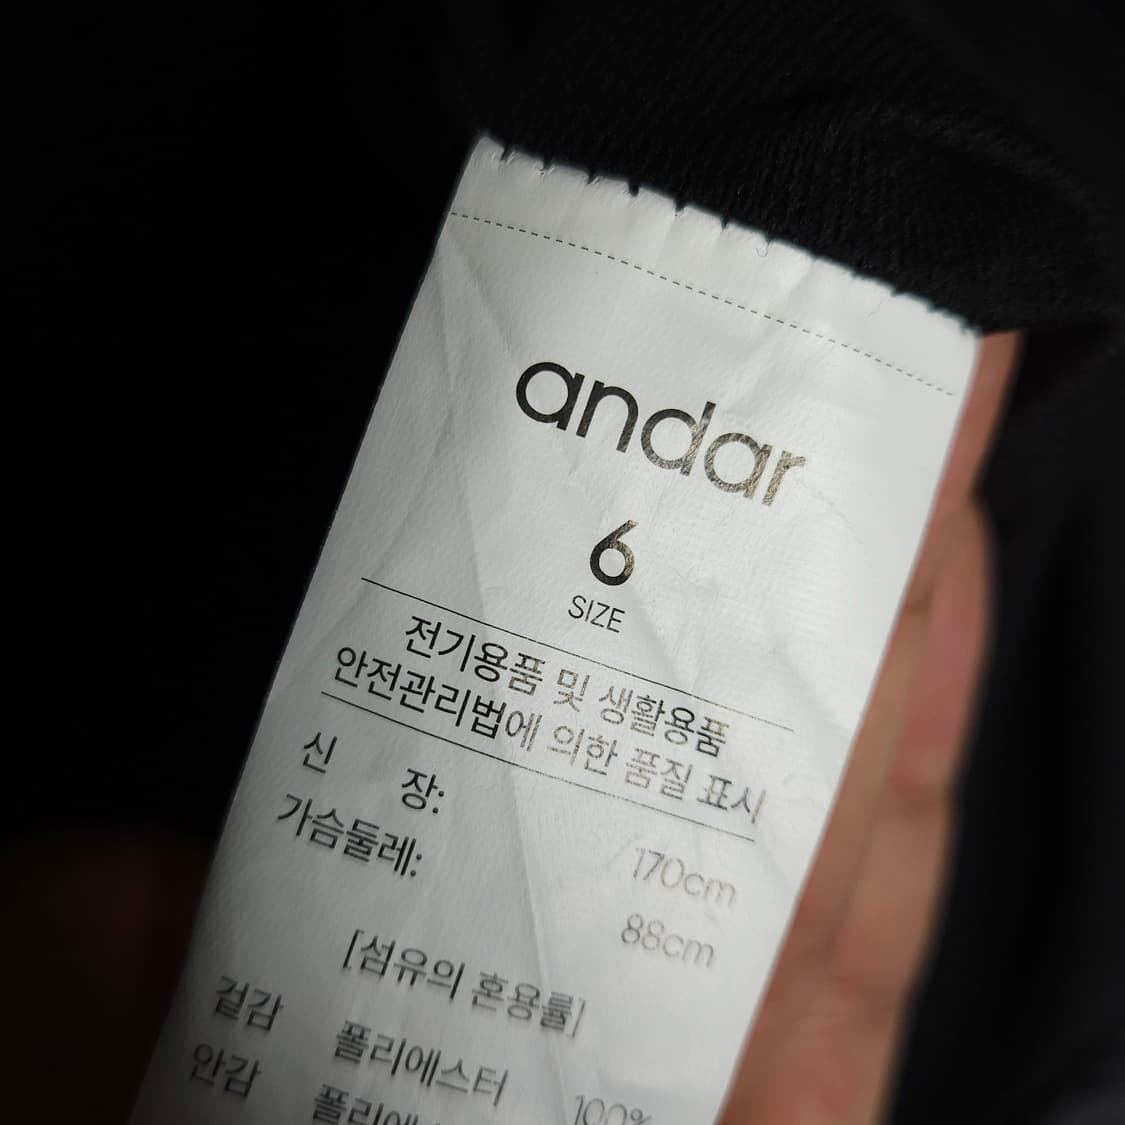 andar
6
SIZE
전기용품 및 생활용품
안전관리법에 의한 품질 표시
신 장: 170cm
가슴둘레: 88cm
[섬유의 혼용률]
겉감 폴리에스터 100%
안감